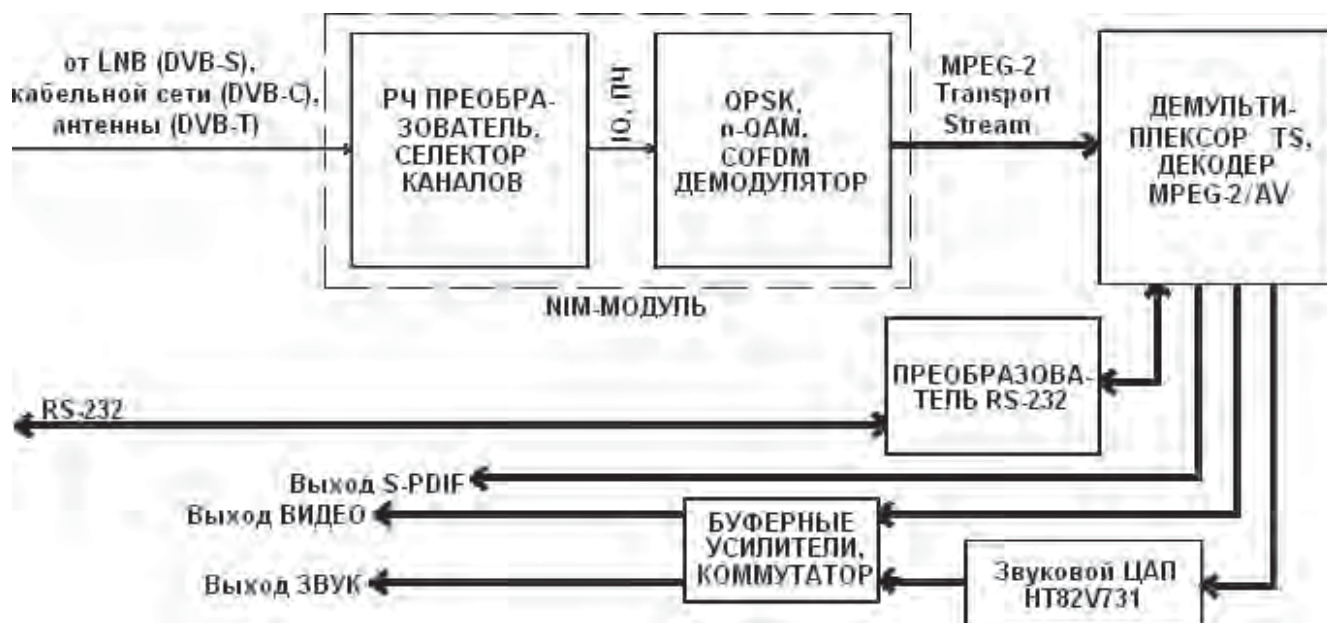 от LNB (DVB-S),
кабельной сети (DVB-C),
антенны (DVB-T)
РЧ ПРЕОБРА-
ЗОВАТЕЛЬ,
СЕЛЕКТОР
КАНАЛОВ
QPSK,
n-QAM,
COFDM
ДЕМОДУЛЯТОР
MPEG-2
Transport
Stream
ДЕМУЛЬТИ-
ПЛЕКСОР TS,
ДЕКОДЕР
MPEG-2/AV
NIM-МОДУЛЬ
ПРЕОБРАЗОВА-
ТЕЛЬ RS-232
RS-232
Выход S-PDIF
Выход ВИДЕО
Выход ЗВУК
БУФЕРНЫЕ
УСИЛИТЕЛИ,
КОММУТАТОР
Звуковой ЦАП
HT82V731